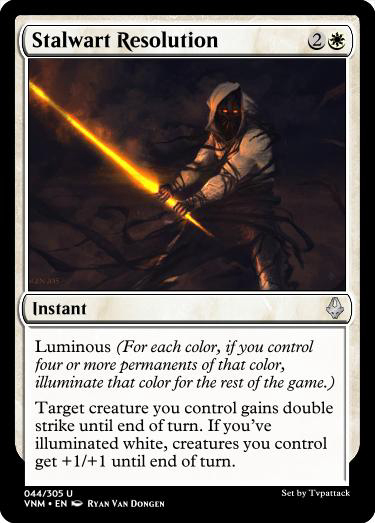 Stalwart Resolution 2
Instant
Luminous (For each color, if you control
four or more permanents of that color,
illuminate that color for the rest of the game.)
Target creature you control gains double
strike until end of turn. If you've
illuminated white, creatures you control
get +1/+1 until end of turn.
044/305 U
VNM • EN Ryan Van Dongen
Set by Tvpattack